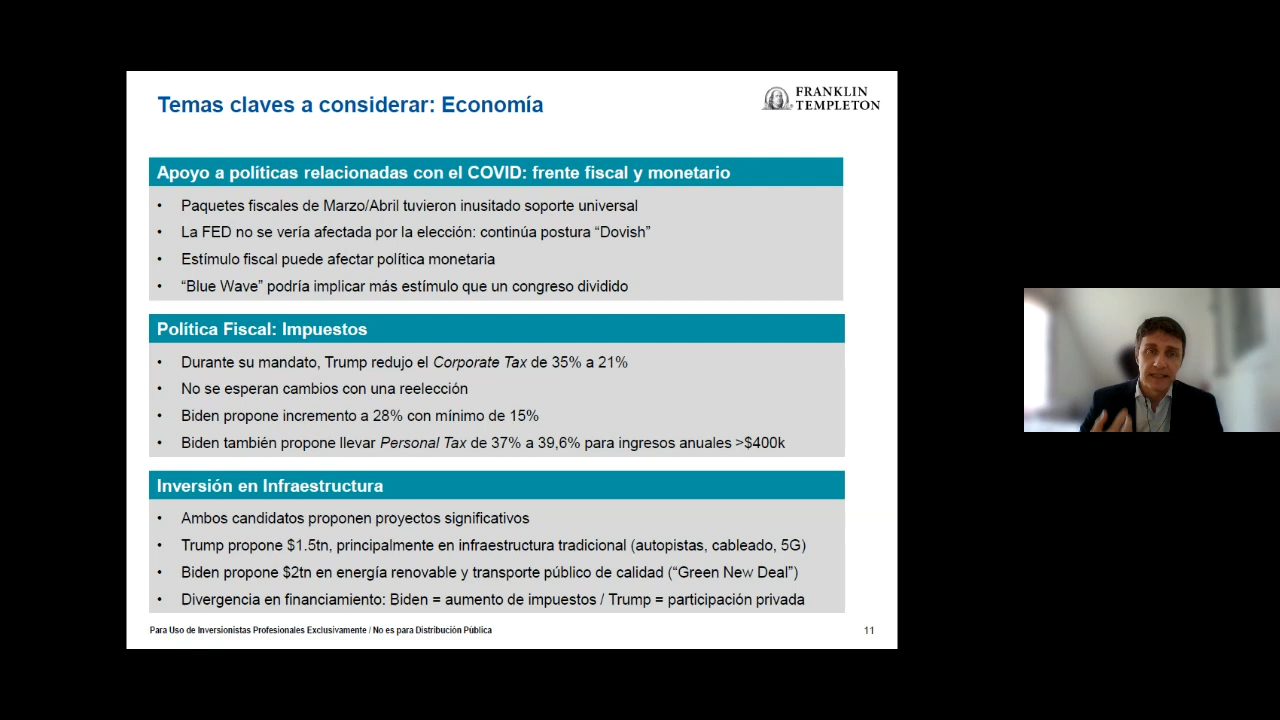 Temas claves a considerar: Economía
FRANKLIN
TEMPLETON
Apoyo a políticas relacionadas con el COVID: frente fiscal y monetario
• Paquetes fiscales de Marzo/Abril tuvieron inusitado soporte universal
• La FED no se vería afectada por la elección: continúa postura “Dovish”
• Estímulo fiscal puede afectar política monetaria
• “Blue Wave” podría implicar más estímulo que un congreso dividido
Política Fiscal: Impuestos
• Durante su mandato, Trump redujo el Corporate Tax de 35% a 21%
• No se esperan cambios con una reelección
• Biden propone incremento a 28% con mínimo de 15%
• Biden también propone llevar Personal Tax de 37% a 39,6% para ingresos anuales >$400k
Inversión en Infraestructura
• Ambos candidatos proponen proyectos significativos
• Trump propone $1.5tn, principalmente en infraestructura tradicional (autopistas, cableado, 5G)
• Biden propone $2tn en energía renovable y transporte público de calidad (“Green New Deal”)
• Divergencia en financiamiento: Biden = aumento de impuestos / Trump = participación privada
Para Uso de Inversionistas Profesionales Exclusivamente / No es para Distribución Pública
11